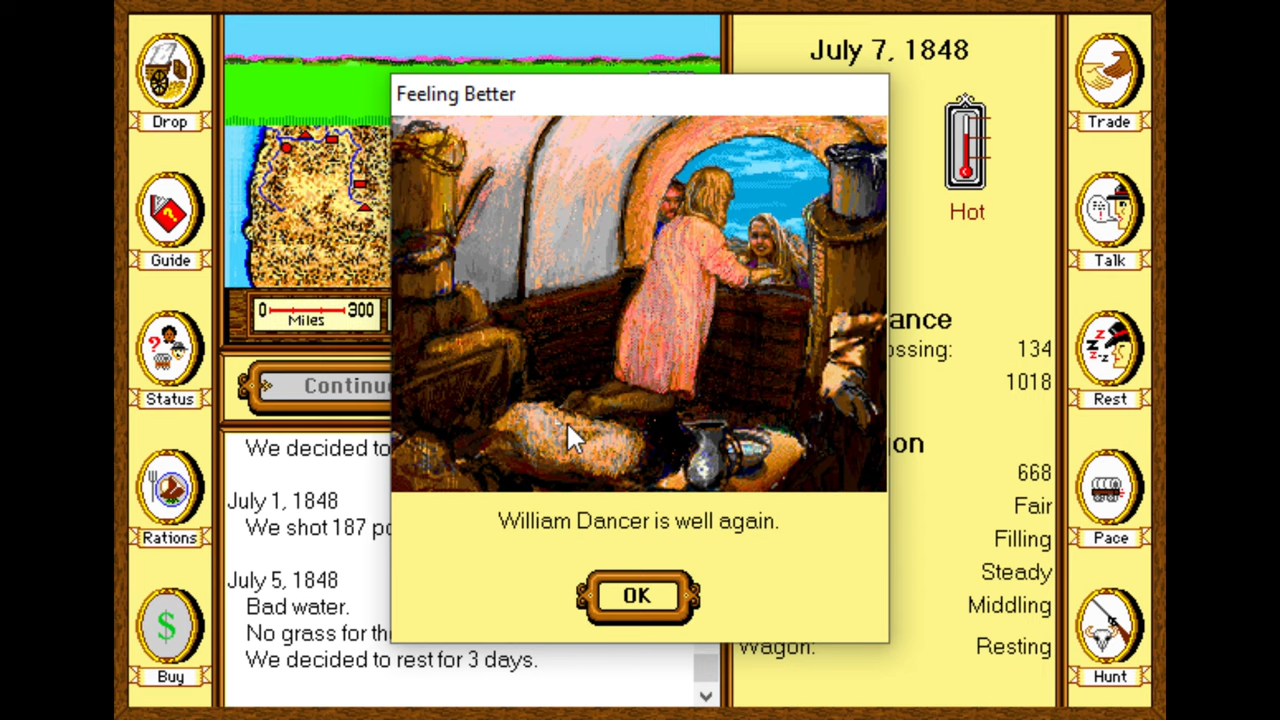 Drop
Guide
Status
Rations
Buy
0 300
Miles
Continue
We decided to
July 1, 1848
We shot 187 po
July 5, 1848
Bad water.
No grass for th
We decided to rest for 3 days.
Feeling Better
William Dancer is well again.
OK
July 7, 1848
Hot
ance
ossing: 134
1018
on
668
Fair
Filling
Steady
Middling
Wagon: Resting
Trade
Talk
Z Z Z Z
Rest
Pace
Hunt